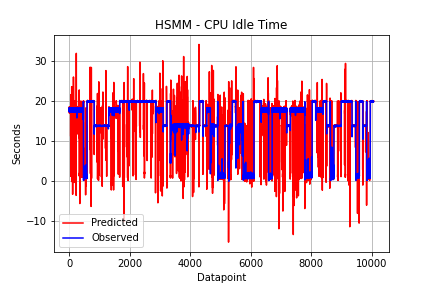 HSMM - CPU Idle Time
30
20
10
0
−10
Seconds
Predicted
Observed
0
2000
4000
6000
8000
10000
Datapoint